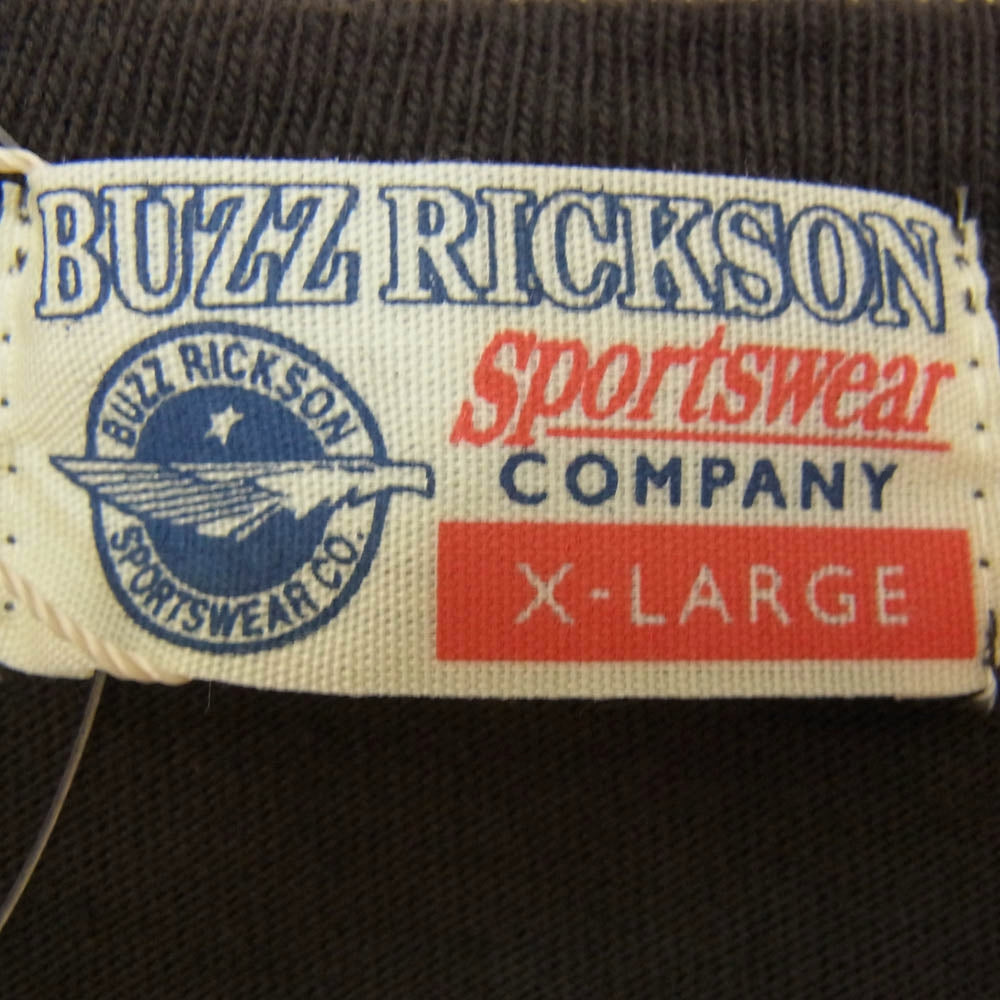 BUZZ RICKSON
Sportswear
COMPANY
X-LARGE
BUZZ RICKSON
SPORTSWEAR CO.